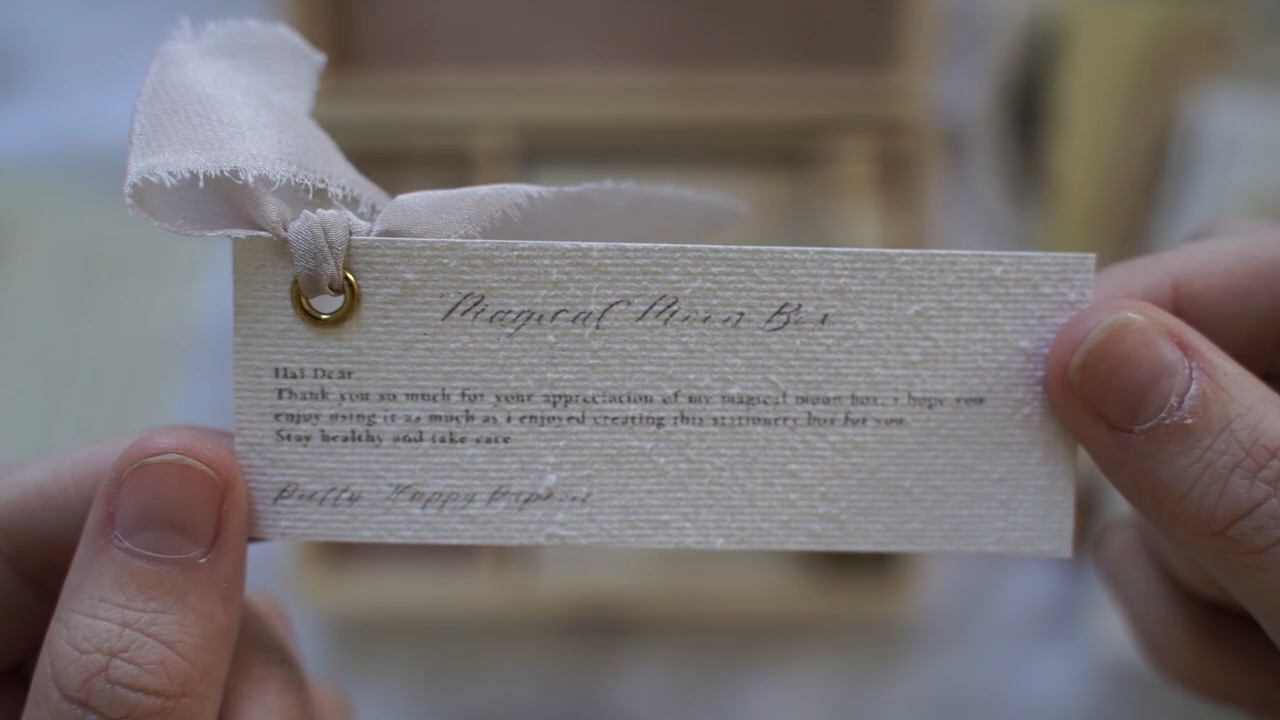 Magical Moon Box
Hai Dear
Thank you so much for your appreciation of my magical moon box, i hope you
enjoy using it as much as i enjoyed creating this stationery box for you.
Stay healthy and take care
Happy